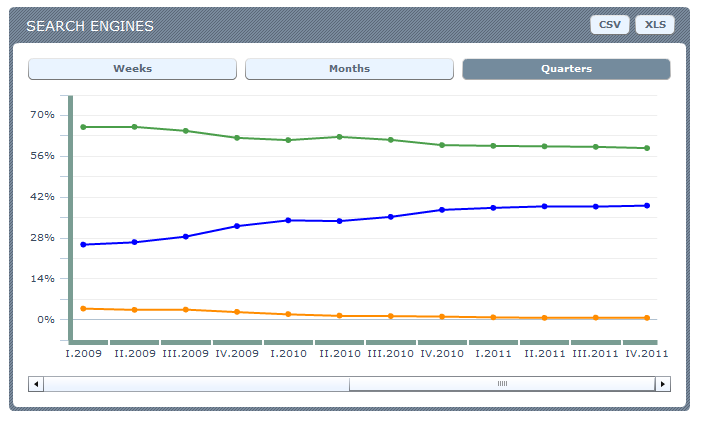 SEARCH ENGINES
CSV XLS
Weeks Months Quarters
70%
56%
42%
28%
14%
0%
I.2009 II.2009 III.2009 IV.2009 I.2010 II.2010 III.2010 IV.2010 I.2011 II.2011 III.2011 IV.2011